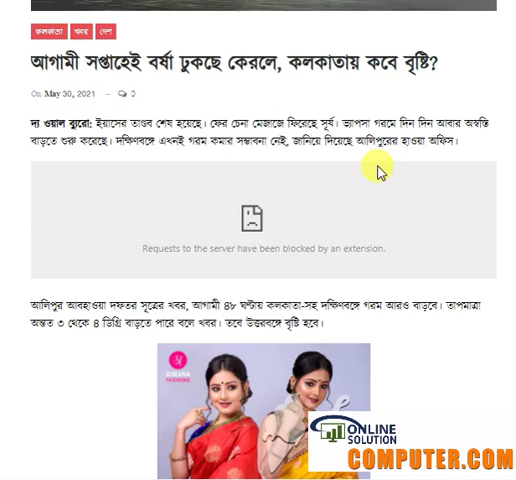 কলকাতা খবর দেশ
আগামী সপ্তাহেই বর্ষা ঢুকছে কেরলে, কলকাতায় কবে বৃষ্টি?
On May 30, 2021 – 0
দ্য ওয়াল ব্যুরো: ইয়াসের তাণ্ডব শেষ হয়েছে। ফের চেনা মেজাজে ফিরেছে সূর্য। ভ্যাপসা গরমে দিন দিন আবার অস্বস্তি
বাড়তে শুরু করেছে। দক্ষিণবঙ্গে এখনই গরম কমার সম্ভাবনা নেই, জানিয়ে দিয়েছে আলিপুরের হাওয়া অফিস।
Requests to the server have been blocked by an extension.
আলিপুর আবহাওয়া দফতর সূত্রের খবর, আগামী ৪৮ ঘণ্টায় কলকাতা-সহ দক্ষিণবঙ্গে গরম আরও বাড়বে। তাপমাত্রা
অন্তত ৩ থেকে ৪ ডিগ্রি বাড়তে পারে বলে খবর। তবে উত্তরবঙ্গে বৃষ্টি হবে।
FASHIONS
ONLINE
SOLUTION
COMPUTER.COM